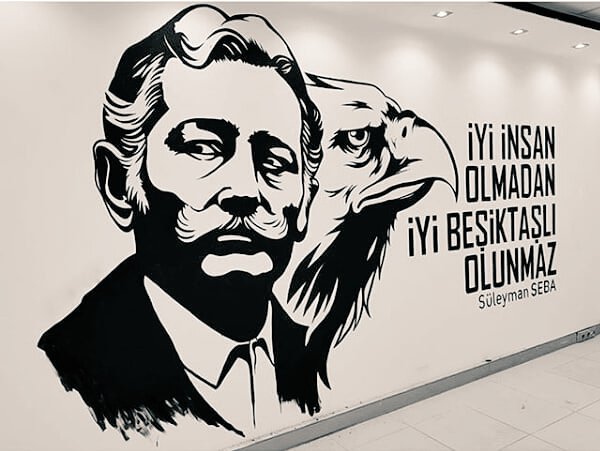 İYİ İNSAN
OLMADAN
İYİ BEŞİKTAŞLI
OLUNMAZ
Süleyman SEBA